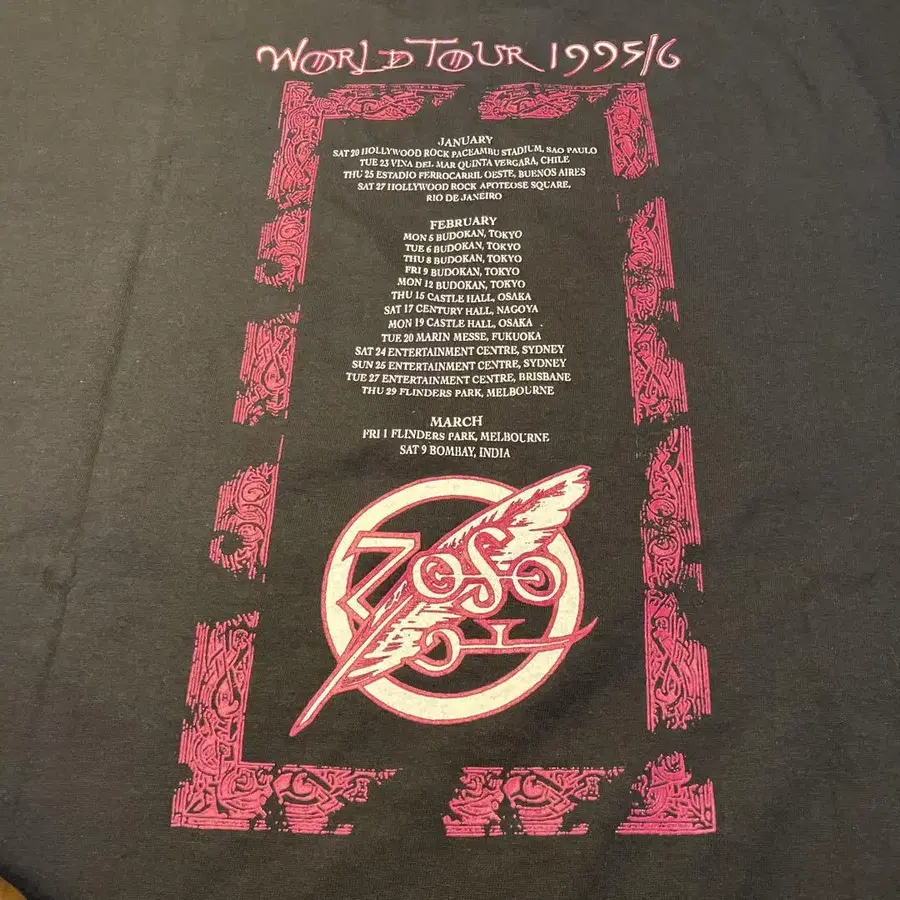 WORLD TOUR 1995/6
JANUARY
SAT 20 HOLLYWOOD ROCK PACEAMBU STADIUM, SAO PAULO
TUE 23 VINA DEL MAR QUINTA VERGARA, CHILE
THU 25 ESTADIO FERROCARRIL OESTE, BUENOS AIRES
SAT 27 HOLLYWOOD ROCK APOTEOSE SQUARE,
RIO DE JANEIRO
FEBRUARY
MON 5 BUDOKAN, TOKYO
TUE 6 BUDOKAN, TOKYO
THU 8 BUDOKAN, TOKYO
FRI 9 BUDOKAN, TOKYO
MON 12 BUDOKAN, TOKYO
THU 15 CASTLE HALL, OSAKA
SAT 17 CENTURY HALL, NAGOYA
MON 19 CASTLE HALL, OSAKA
TUE 20 MARIN MESSE, FUKUOKA
SAT 24 ENTERTAINMENT CENTRE, SYDNEY
SUN 25 ENTERTAINMENT CENTRE, SYDNEY
TUE 27 ENTERTAINMENT CENTRE, BRISBANE
THU 29 FLINDERS PARK, MELBOURNE
MARCH
FRI 1 FLINDERS PARK, MELBOURNE
SAT 9 BOMBAY, INDIA
ZOSO